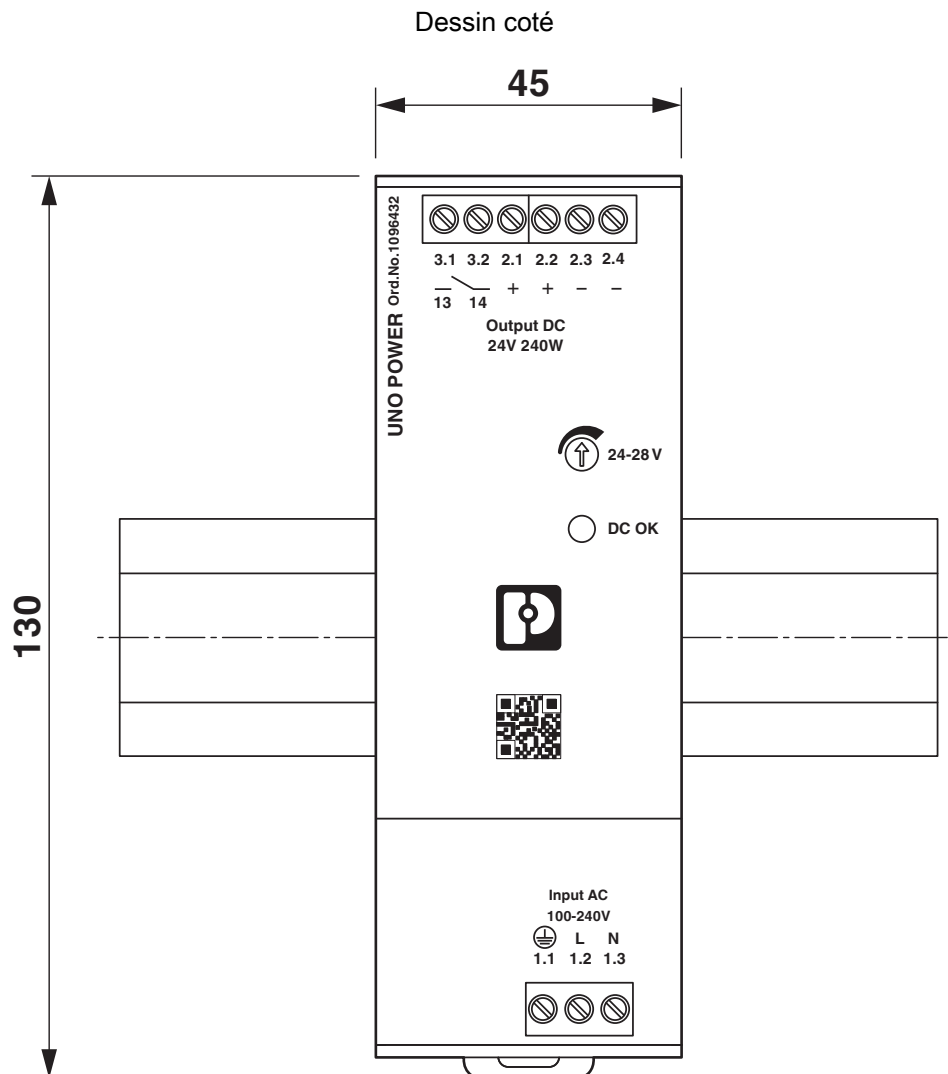 Dessin coté
45
130
UNO POWER Ord.No.1096432
3.1 3.2 2.1 2.2 2.3 2.4
13 14 + + − −
Output DC
24V 240W
24-28 V
DC OK
Input AC
100-240V
L N
1.1 1.2 1.3